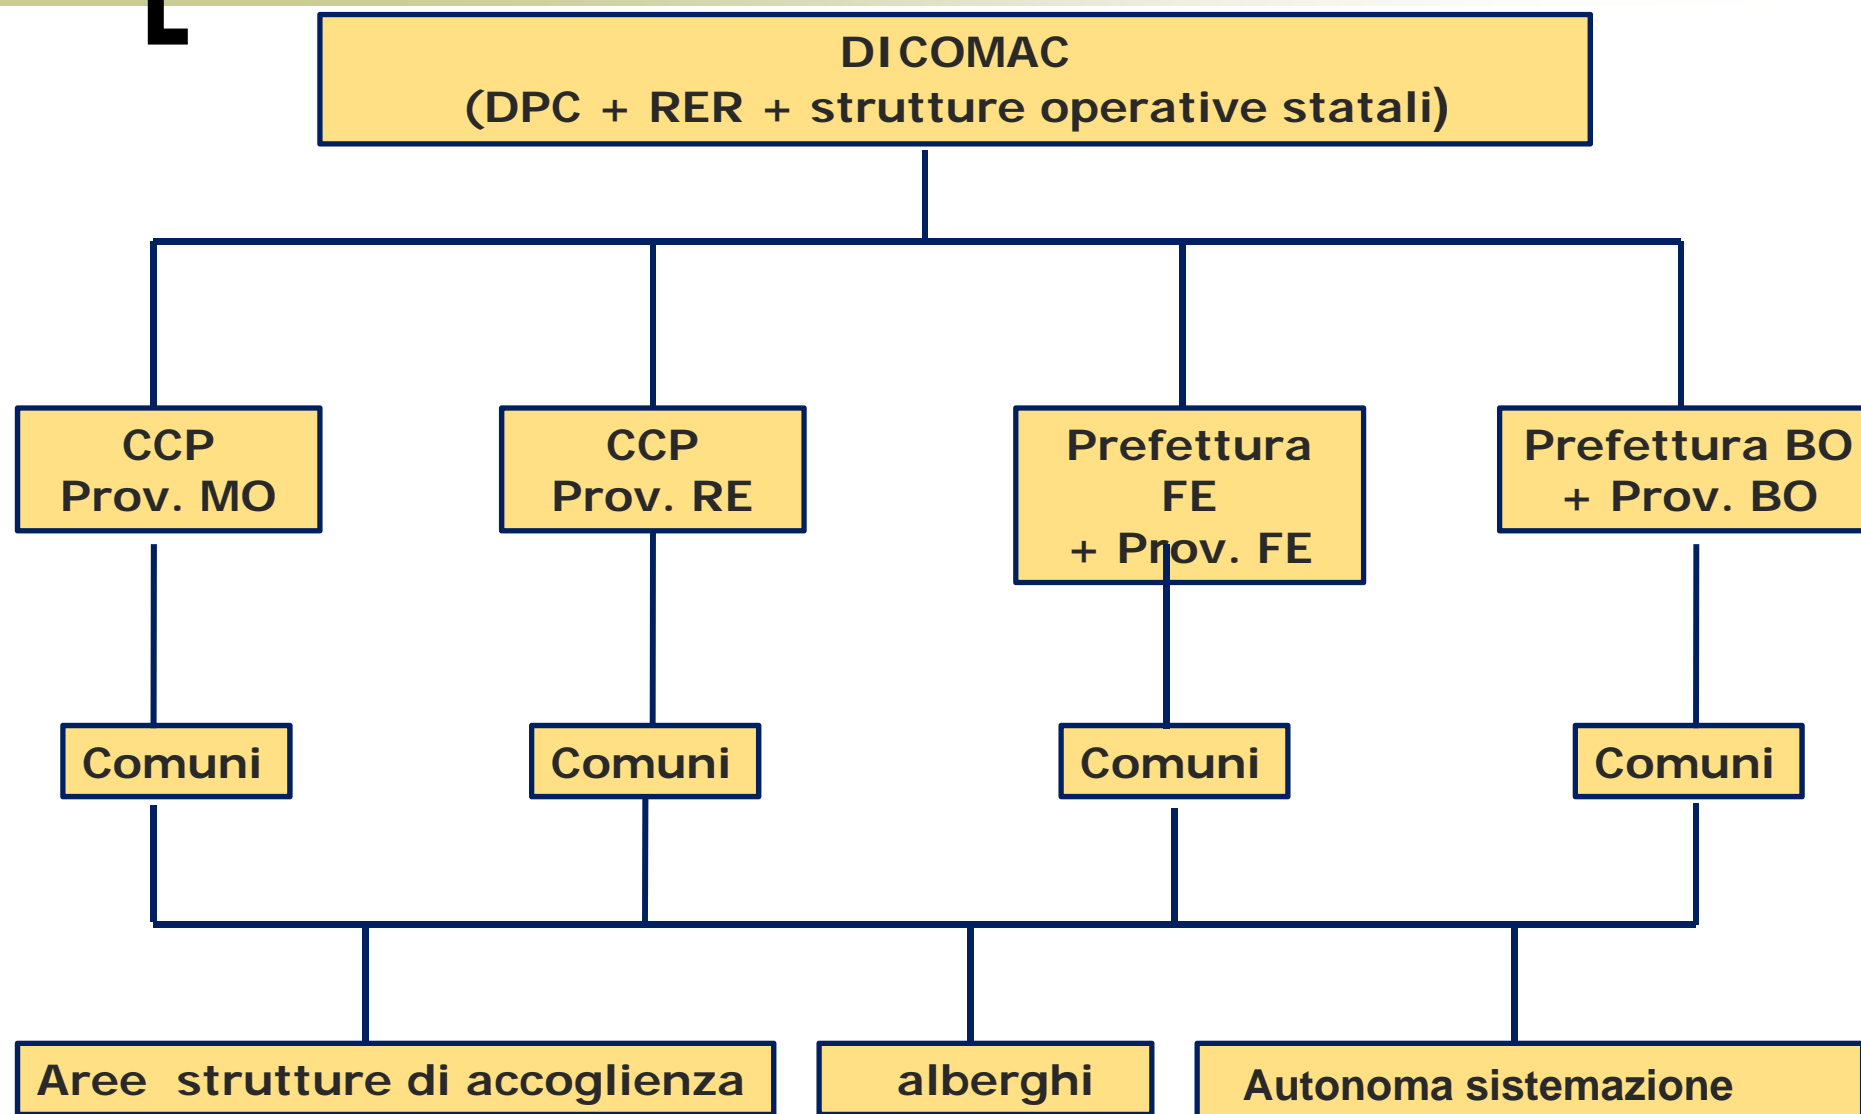 DICOMAC
(DPC + RER + strutture operative statali)
CCP
Prov. MO
CCP
Prov. RE
Prefettura
FE
+ Prov. FE
Prefettura BO
+ Prov. BO
Comuni
Comuni
Comuni
Comuni
Aree strutture di accoglienza
alberghi
Autonoma sistemazione